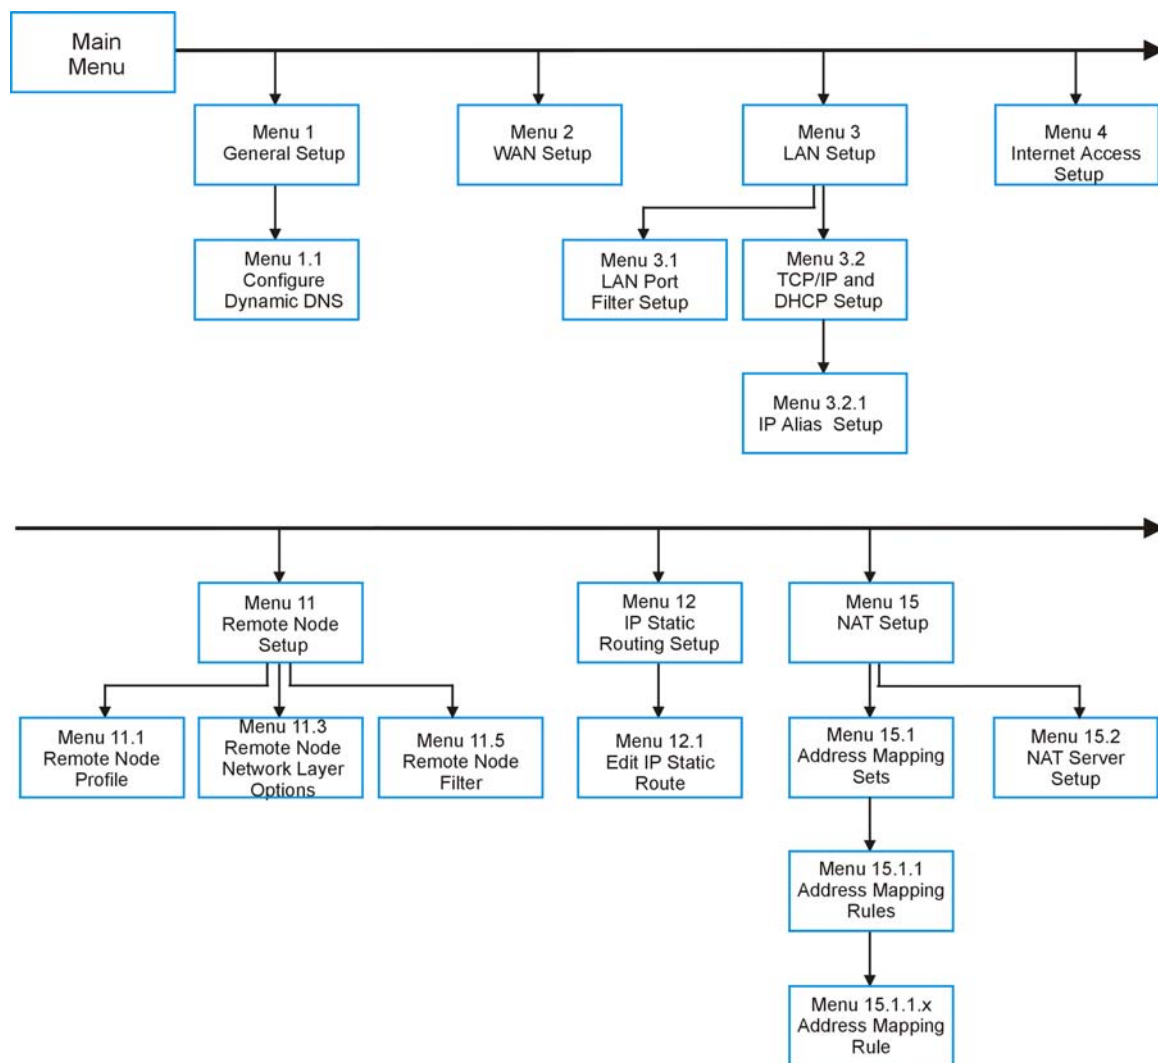 Main
Menu
Menu 1
General Setup
Menu 2
WAN Setup
Menu 3
LAN Setup
Menu 4
Internet Access
Setup
Menu 1.1
Configure
Dynamic DNS
Menu 3.1
LAN Port
Filter Setup
Menu 3.2
TCP/IP and
DHCP Setup
Menu 3.2.1
IP Alias Setup
Menu 11
Remote Node
Setup
Menu 12
IP Static
Routing Setup
Menu 15
NAT Setup
Menu 11.1
Remote Node
Profile
Menu 11.3
Remote Node
Network Layer
Options
Menu 11.5
Remote Node
Filter
Menu 12.1
Edit IP Static
Route
Menu 15.1
Address Mapping
Sets
Menu 15.2
NAT Server
Setup
Menu 15.1.1
Address Mapping
Rules
Menu 15.1.1.x
Address Mapping
Rule